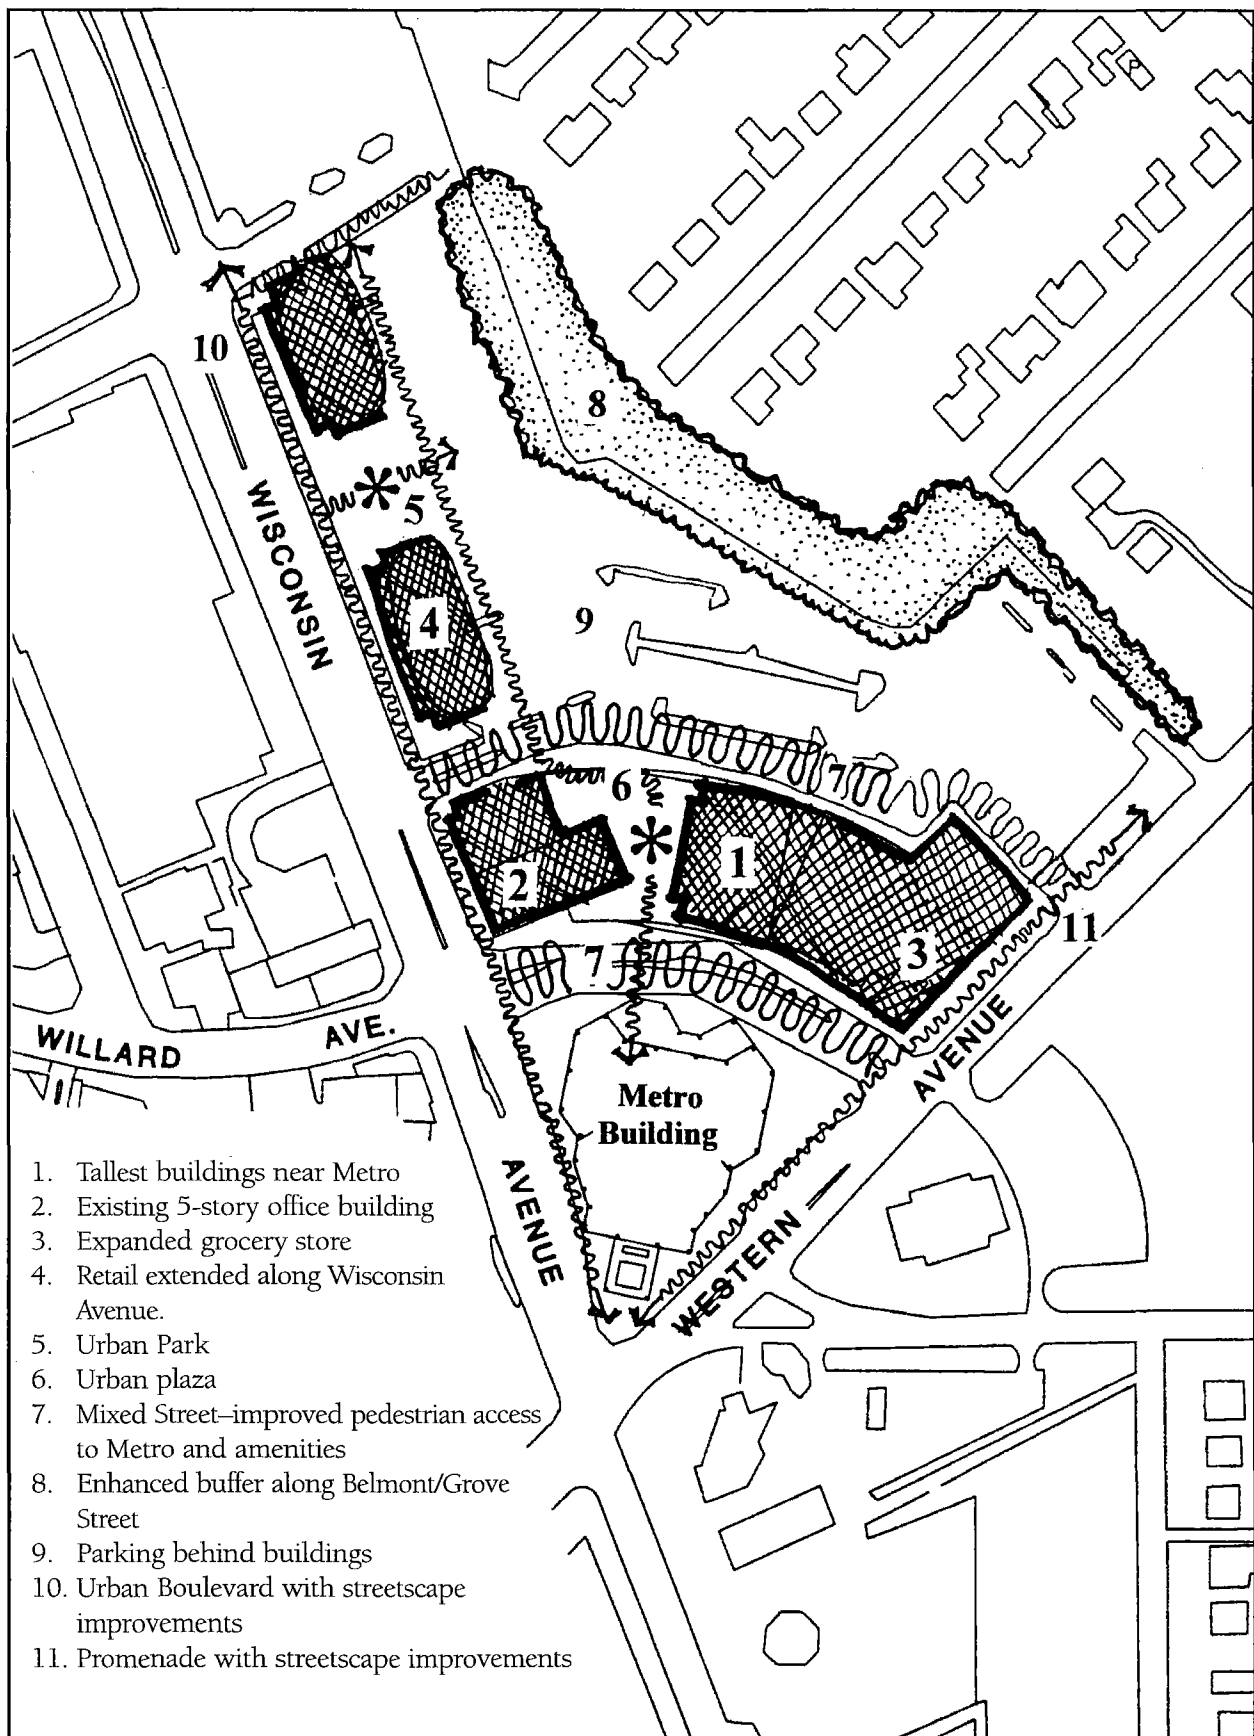 8
10
WISCONSIN
5
4
9
7
6
1
2
3
11
7
WILLARD
AVE.
AVENUE
Metro
Building
AVENUE
WESTERN
1. Tallest buildings near Metro
2. Existing 5-story office building
3. Expanded grocery store
4. Retail extended along Wisconsin
Avenue.
5. Urban Park
6. Urban plaza
7. Mixed Street–improved pedestrian access
to Metro and amenities
8. Enhanced buffer along Belmont/Grove
Street
9. Parking behind buildings
10. Urban Boulevard with streetscape
improvements
11. Promenade with streetscape improvements